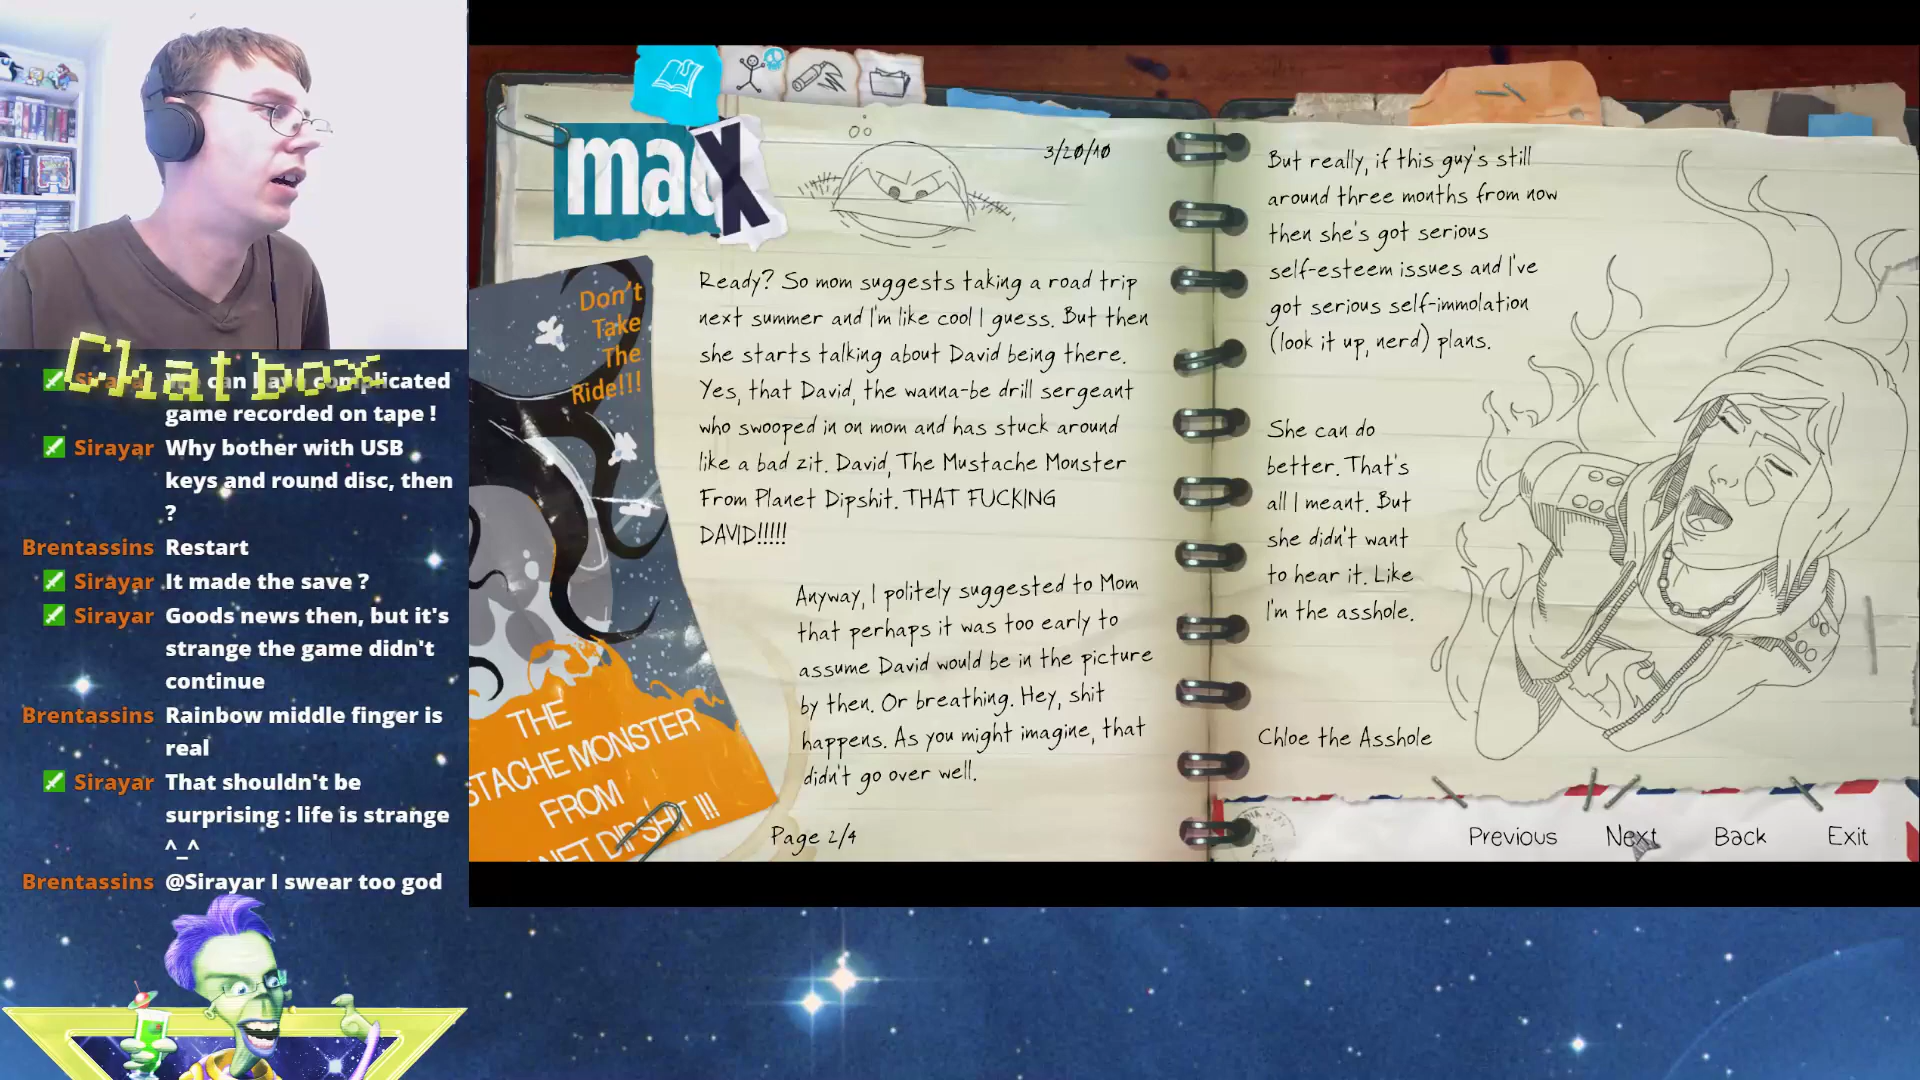 Chatbox
can have complicated
game recorded on tape !
Sirayar Why bother with USB
keys and round disc, then
?
Brentassins Restart
Sirayar It made the save ?
Sirayar Goods news then, but it's
strange the game didn't
continue
Brentassins Rainbow middle finger is
real
Sirayar That shouldn't be
surprising : life is strange
^_^
Brentassins @Sirayar I swear too god
ma
X
Don't
Take
The
Ride!!!
THE
STACHE MONSTER
FROM
NET DIPSHIT !!!
3/20/10
Ready? So mom suggests taking a road trip
next summer and I'm like cool I guess. But then
she starts talking about David being there.
Yes, that David, the wanna-be drill sergeant
who swooped in on mom and has stuck around
like a bad zit. David, The Mustache Monster
From Planet Dipshit. THAT FUCKING
DAVID!!!!!
Anyway, I politely suggested to Mom
that perhaps it was too early to
assume David would be in the picture
by then. Or breathing. Hey, shit
happens. As you might imagine, that
didn't go over well.
Page 2/4
But really, if this guy's still
around three months from now
then she's got serious
self-esteem issues and I've
got serious self-immolation
(look it up, nerd) plans.
She can do
better. That's
all I meant. But
she didn't want
to hear it. Like
I'm the asshole.
Chloe the Asshole
Previous Next Back Exit